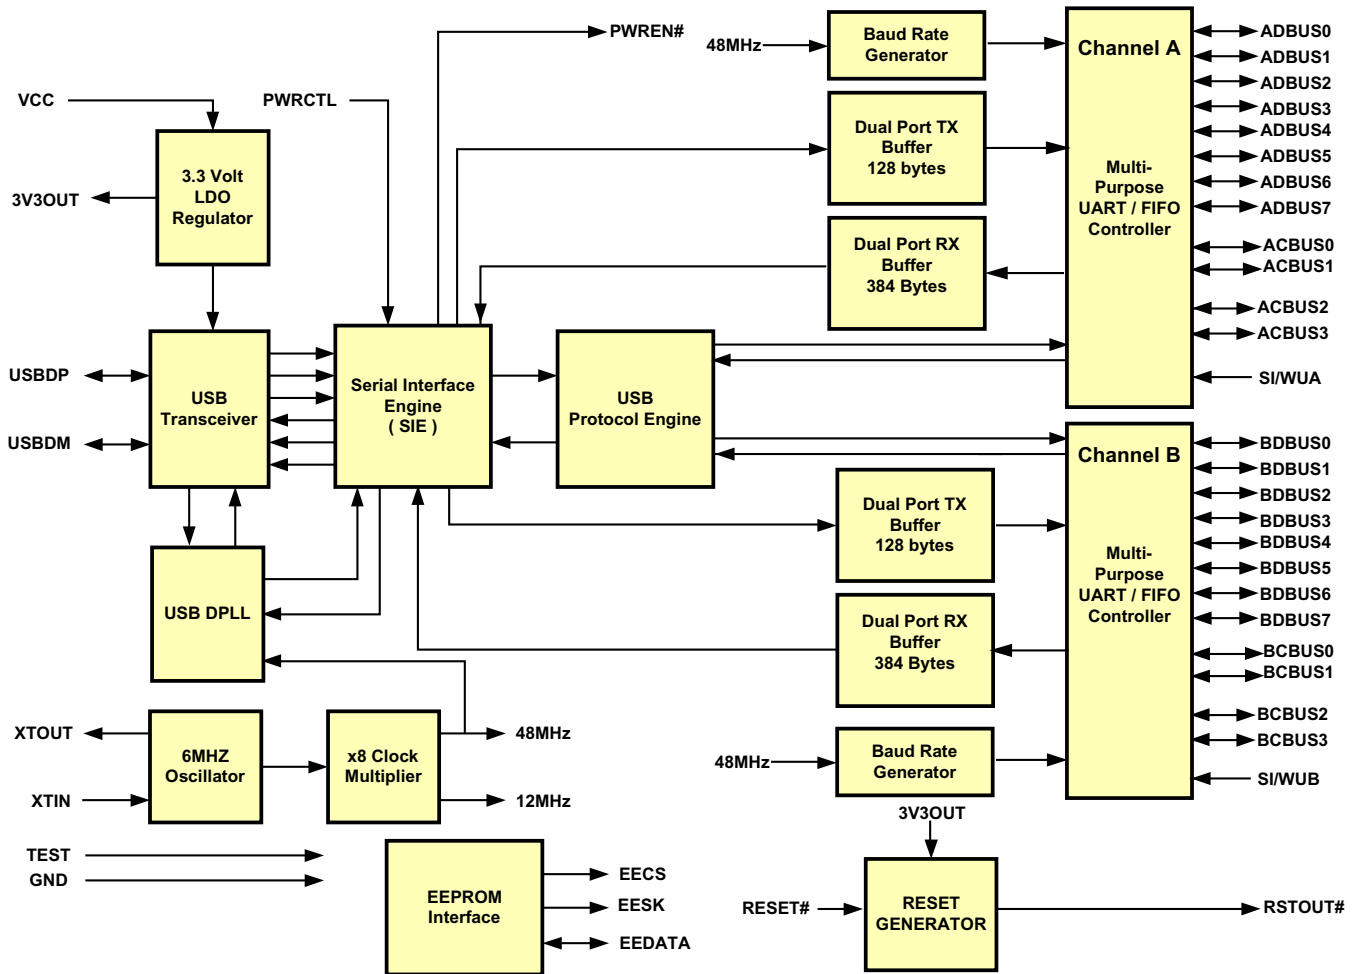 PWREN#
48MHz
Baud Rate
Generator
Channel A
Multi-
Purpose
UART / FIFO
Controller
ADBUS0
ADBUS1
ADBUS2
ADBUS3
ADBUS4
ADBUS5
ADBUS6
ADBUS7
ACBUS0
ACBUS1
ACBUS2
ACBUS3
SI/WUA
VCC
PWRCTL
3.3 Volt
LDO
Regulator
3V3OUT
Dual Port TX
Buffer
128 bytes
Dual Port RX
Buffer
384 Bytes
USBDP
USBDM
USB
Transceiver
Serial Interface
Engine
( SIE )
USB
Protocol Engine
Channel B
Multi-
Purpose
UART / FIFO
Controller
BDBUS0
BDBUS1
BDBUS2
BDBUS3
BDBUS4
BDBUS5
BDBUS6
BDBUS7
BCBUS0
BCBUS1
BCBUS2
BCBUS3
SI/WUB
Dual Port TX
Buffer
128 bytes
Dual Port RX
Buffer
384 Bytes
USB DPLL
XTOUT
XTIN
6MHZ
Oscillator
x8 Clock
Multiplier
48MHz
12MHz
48MHz
Baud Rate
Generator
TEST
GND
EEPROM
Interface
EECS
EESK
EEDATA
3V3OUT
RESET#
RESET
GENERATOR
RSTOUT#